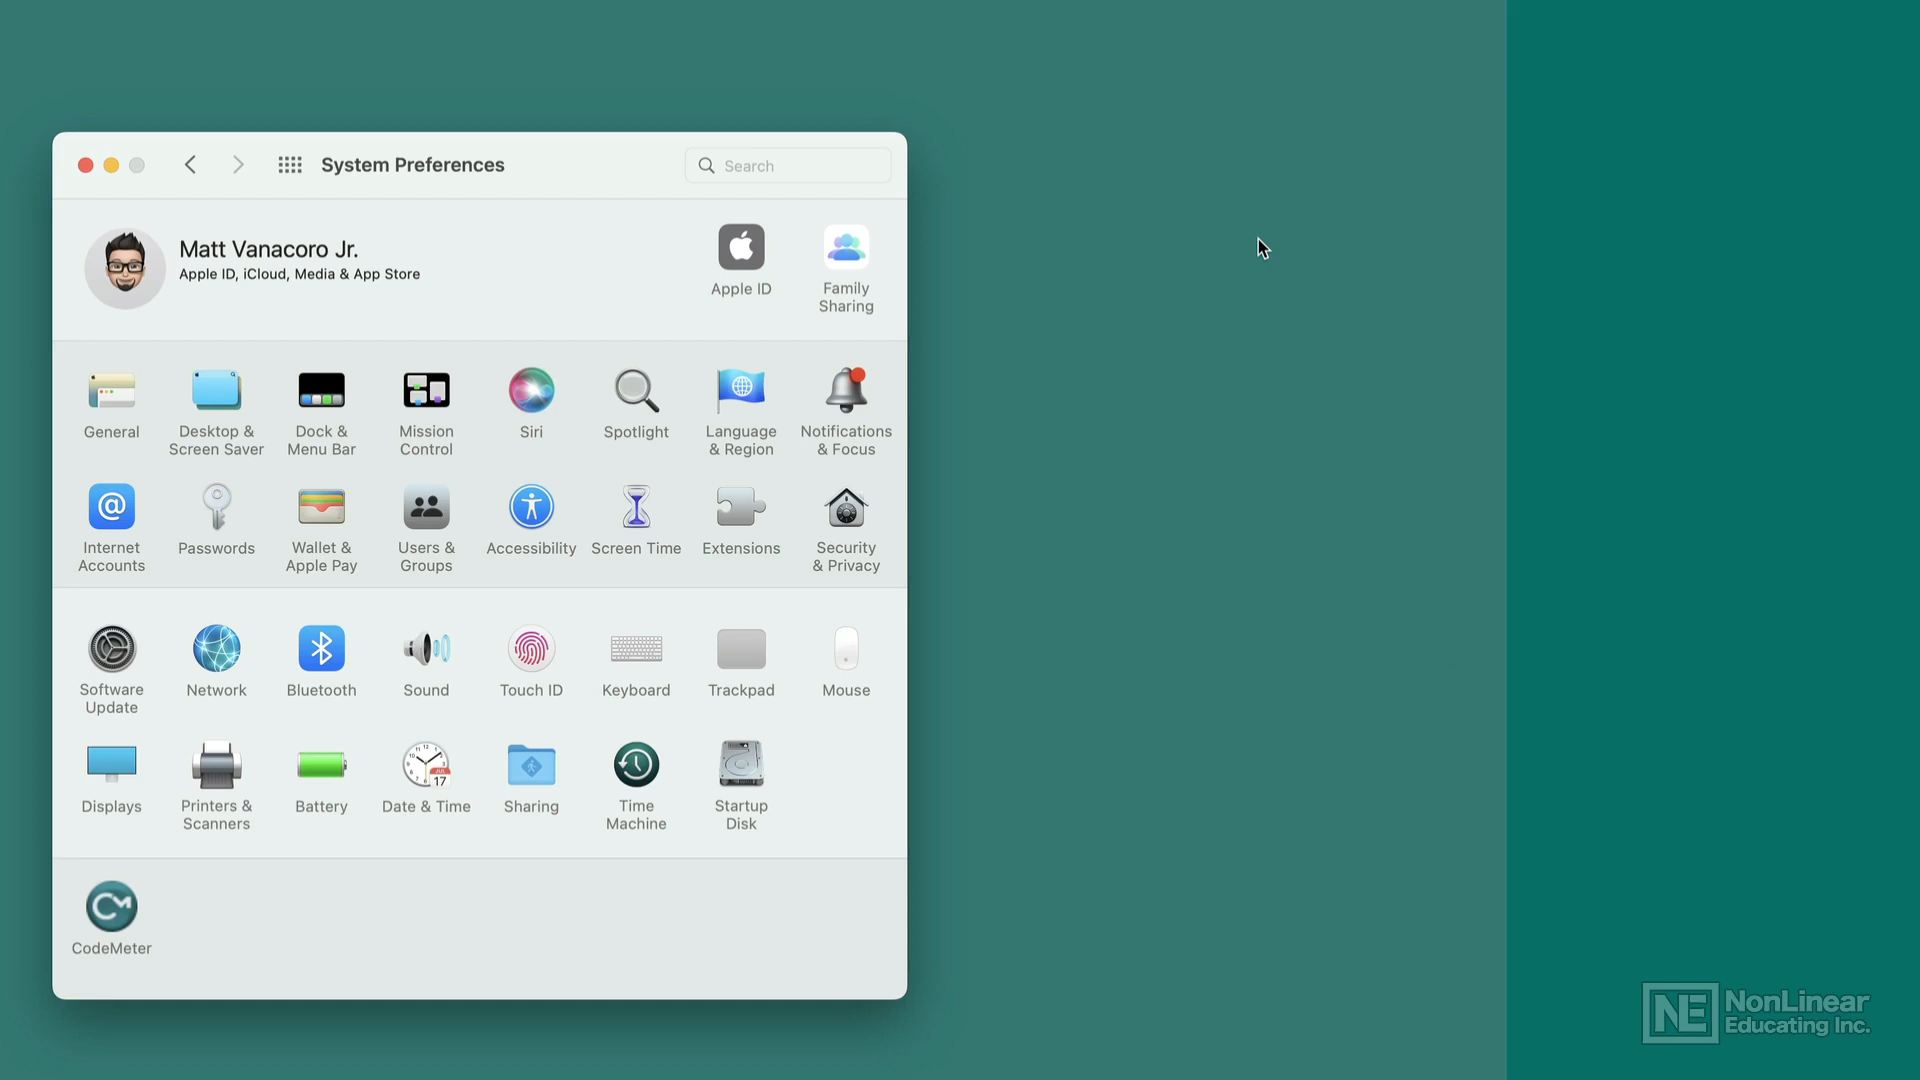 System Preferences
Search
Matt Vanacoro Jr.
Apple ID, iCloud, Media & App Store
Apple ID
Family
Sharing
General
Desktop &
Screen Saver
Dock &
Menu Bar
Mission
Control
Siri
Spotlight
Language
& Region
Notifications
& Focus
Internet
Accounts
Passwords
Wallet &
Apple Pay
Users &
Groups
Accessibility
Screen Time
Extensions
Security
& Privacy
Software
Update
Network
Bluetooth
Sound
Touch ID
Keyboard
Trackpad
Mouse
Displays
Printers &
Scanners
Battery
JUL
17
Date & Time
Sharing
Time
Machine
Startup
Disk
CodeMeter
NE NonLinear
Educating Inc.